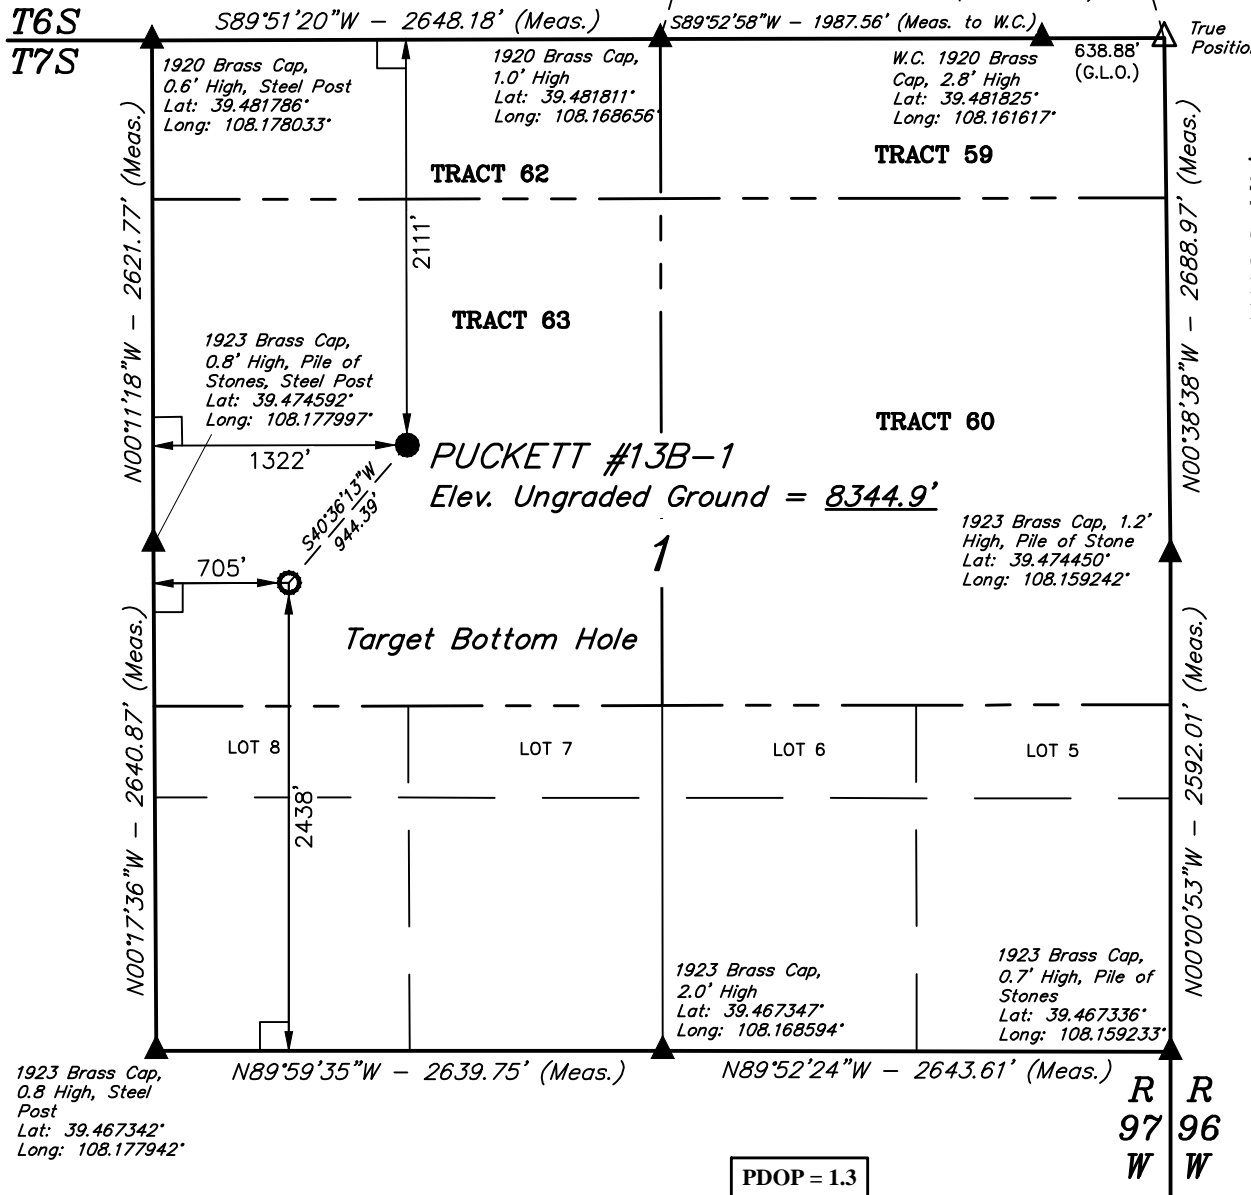 T6S
T7S
S89°51'20"W - 2648.18' (Meas.)
S89°52'58"W - 1987.56' (Meas. to W.C.)
True
Position
638.88'
(G.L.O.)
1920 Brass Cap,
0.6' High, Steel Post
Lat: 39.481786°
Long: 108.178033°
1920 Brass Cap,
1.0' High
Lat: 39.481811°
Long: 108.168656°
W.C. 1920 Brass
Cap, 2.8' High
Lat: 39.481825°
Long: 108.161617°
TRACT 62
TRACT 59
N00°11'18"W - 2621.77' (Meas.)
2111'
N00°38'38"W - 2688.97' (Meas.)
TRACT 63
1923 Brass Cap,
0.8' High, Pile of
Stones, Steel Post
Lat: 39.474592°
Long: 108.177997°
TRACT 60
1322'
PUCKETT #13B-1
Elev. Ungraded Ground = 8344.9'
S40°36'13"W
944.39'
1
1923 Brass Cap, 1.2'
High, Pile of Stone
Lat: 39.474450°
Long: 108.159242°
705'
Target Bottom Hole
N00°17'36"W - 2640.87' (Meas.)
2438'
N00°00'53"W - 2592.01' (Meas.)
LOT 8
LOT 7
LOT 6
LOT 5
1923 Brass Cap,
2.0' High
Lat: 39.467347°
Long: 108.168594°
1923 Brass Cap,
0.7' High, Pile of
Stones
Lat: 39.467336°
Long: 108.159233°
1923 Brass Cap,
0.8 High, Steel
Post
Lat: 39.467342°
Long: 108.177942°
N89°59'35"W - 2639.75' (Meas.)
N89°52'24"W - 2643.61' (Meas.)
R R
97 96
W W
PDOP = 1.3